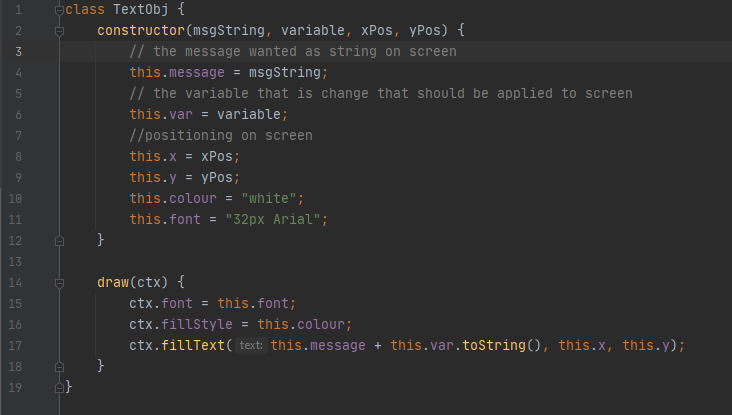 1 class TextObj {
2 constructor(msgString, variable, xPos, yPos) {
3 // the message wanted as string on screen
4 this.message = msgString;
5 // the variable that is change that should be applied to screen
6 this.var = variable;
7 //positioning on screen
8 this.x = xPos;
9 this.y = yPos;
10 this.colour = "white";
11 this.font = "32px Arial";
12 }
13
14 draw(ctx) {
15 ctx.font = this.font;
16 ctx.fillStyle = this.colour;
17 ctx.fillText( text: this.message + this.var.toString(), this.x, this.y);
18 }
19 }